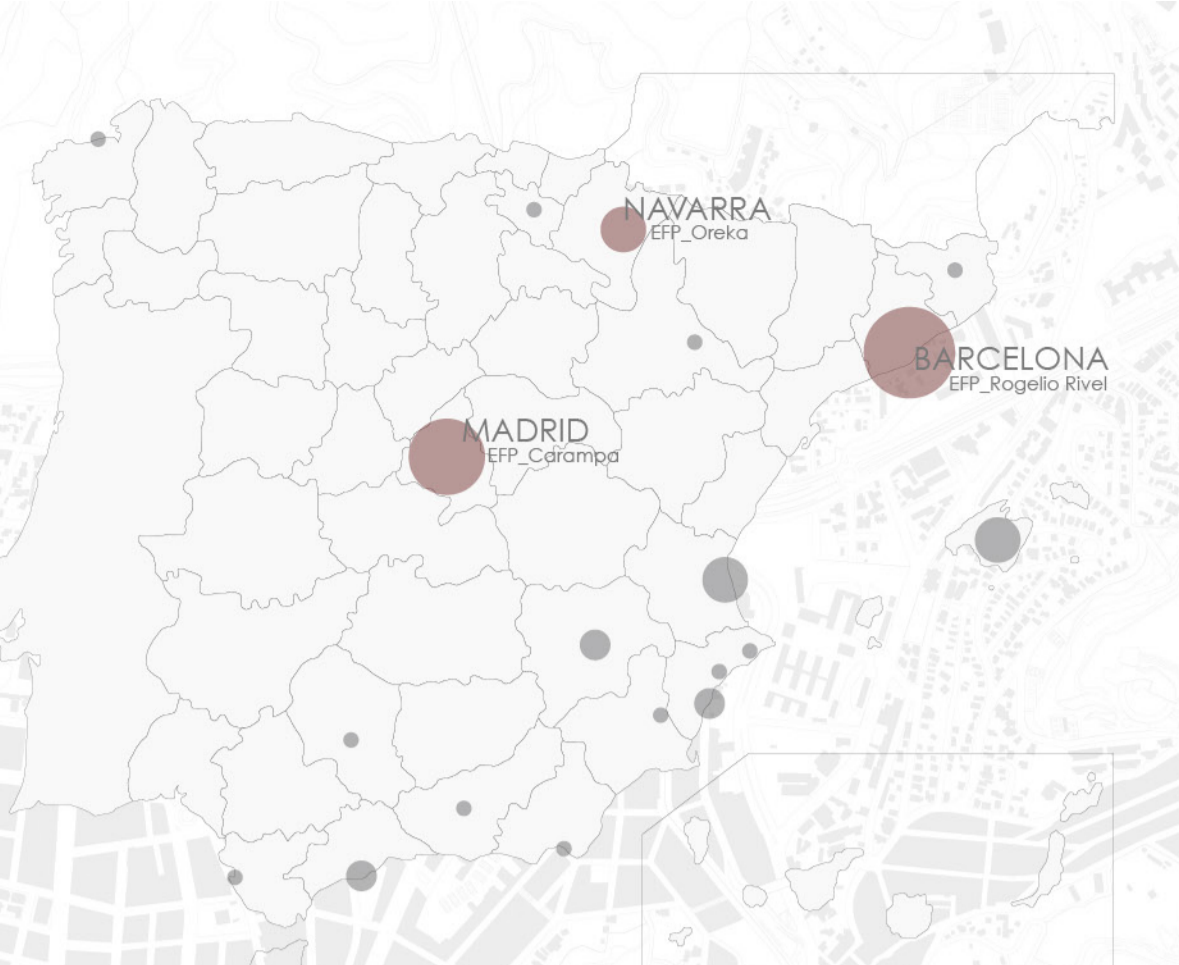 NAVARRA
EFP_Oreka
BARCELONA
EFP_Rogelio Rivel
MADRID
EFP_Carampa